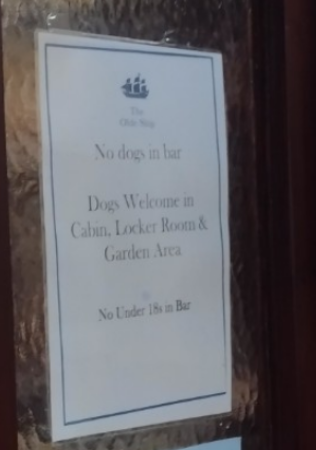 The
Olde Ship
No dogs in bar
Dogs Welcome in
Cabin, Locker Room &
Garden Area
No Under 18s in Bar